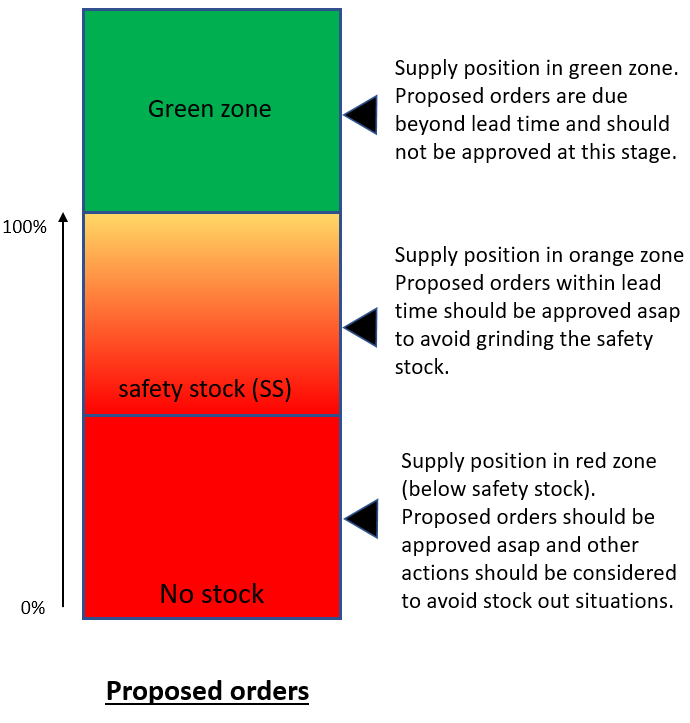 Green zone
Supply position in green zone.
Proposed orders are due
beyond lead time and should
not be approved at this stage.
100%
Supply position in orange zone
Proposed orders within lead
time should be approved asap
to avoid grinding the safety
stock.
safety stock (SS)
Supply position in red zone
(below safety stock).
Proposed orders should be
approved asap and other
actions should be considered
to avoid stock out situations.
No stock
0%
Proposed orders